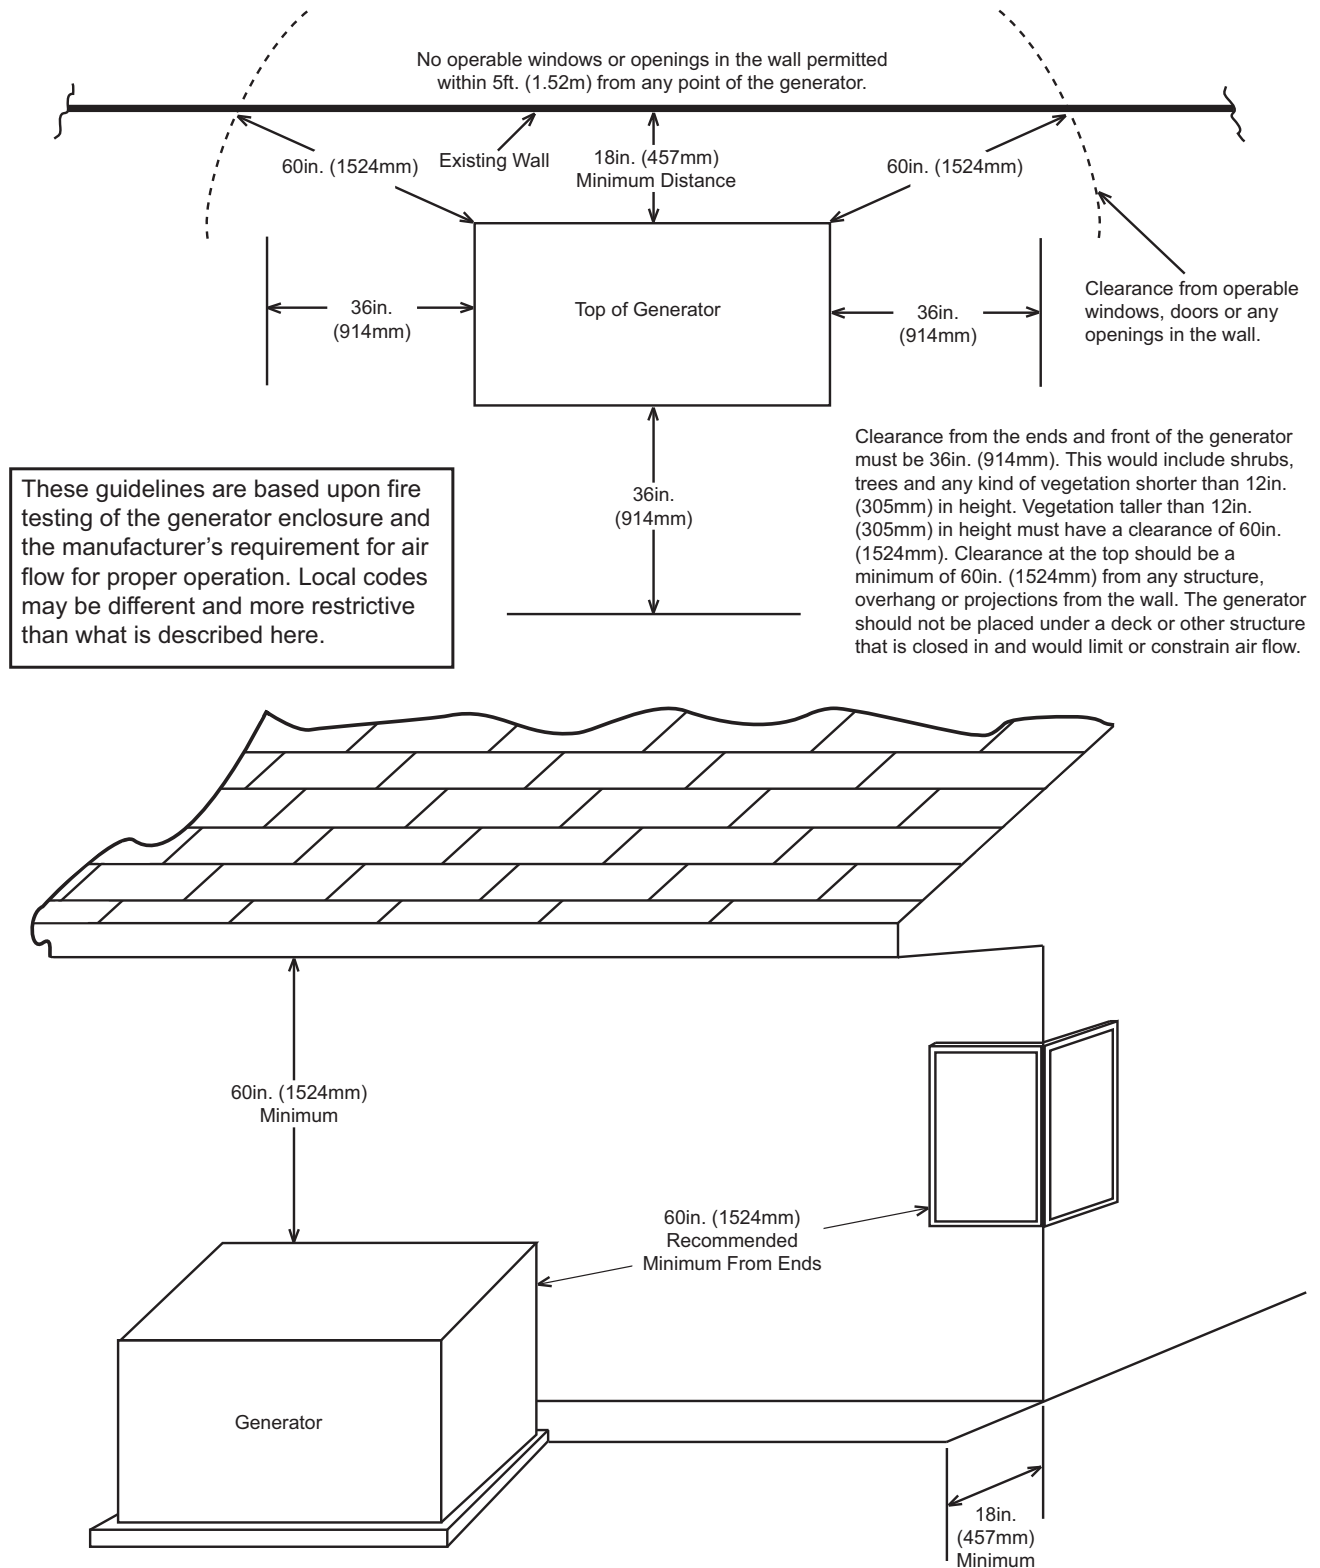 No operable windows or openings in the wall permitted
within 5ft. (1.52m) from any point of the generator.
60in. (1524mm)
Existing Wall
18in. (457mm)
Minimum Distance
60in. (1524mm)
36in.
(914mm)
Top of Generator
36in.
(914mm)
Clearance from operable
windows, doors or any
openings in the wall.
36in.
(914mm)
These guidelines are based upon fire
testing of the generator enclosure and
the manufacturer’s requirement for air
flow for proper operation. Local codes
may be different and more restrictive
than what is described here.
Clearance from the ends and front of the generator
must be 36in. (914mm). This would include shrubs,
trees and any kind of vegetation shorter than 12in.
(305mm) in height. Vegetation taller than 12in.
(305mm) in height must have a clearance of 60in.
(1524mm). Clearance at the top should be a
minimum of 60in. (1524mm) from any structure,
overhang or projections from the wall. The generator
should not be placed under a deck or other structure
that is closed in and would limit or constrain air flow.
60in. (1524mm)
Minimum
60in. (1524mm)
Recommended
Minimum From Ends
Generator
18in.
(457mm)
Minimum